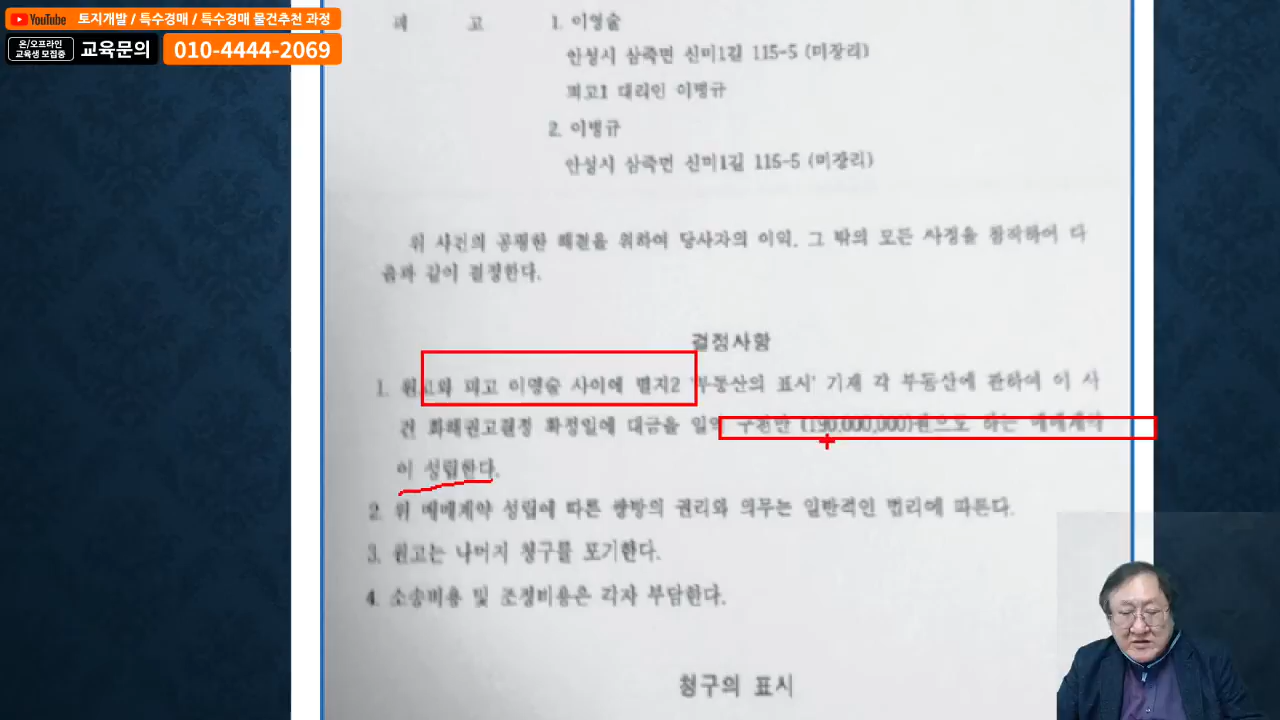 YouTube 토지개발 / 특수경매 / 특수경매 물건추천 과정
온/오프라인
교육생 모집중
교육문의 010-4444-2069
피 고 1. 이영숙
안성시 삼죽면 신미1길 115-5 (미장리)
피고1 대리인 이병규
2. 이병규
안성시 삼죽면 신미1길 115-5 (미장리)
위 사건의 공평한 해결을 위하여 당사자의 이익, 그 밖의 모든 사정을 참작하여 다
음과 같이 결정한다.
결정사항
1. 원고와 피고 이영숙 사이에 별지2 '부동산의 표시' 기재 각 부동산에 관하여 이 사
건 화해권고결정 확정일에 대금을 일억 구천만 (190,000,000)원으로 하는 매매계약
이 성립한다.
2. 위 매매계약 성립에 따른 쌍방의 권리와 의무는 일반적인 법리에 따른다.
3. 원고는 나머지 청구를 포기한다.
4. 소송비용 및 조정비용은 각자 부담한다.
청구의 표시